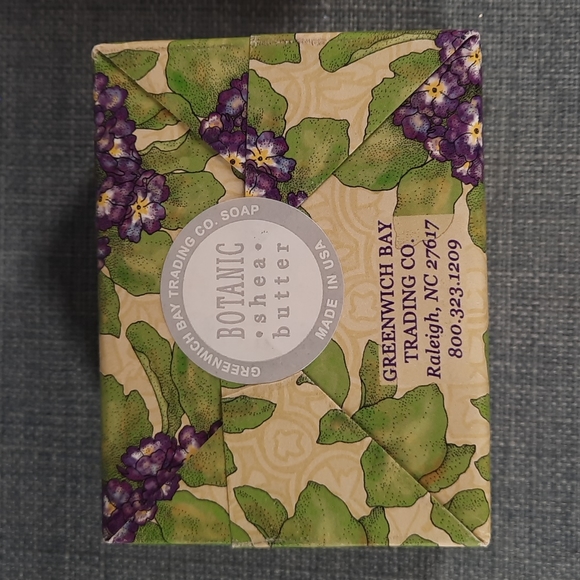 GREENWICH BAY TRADING CO. SOAP
MADE IN USA
BOTANIC
•shea•
butter
GREENWICH BAY
TRADING CO.
Raleigh, NC 27617
800.323.1209